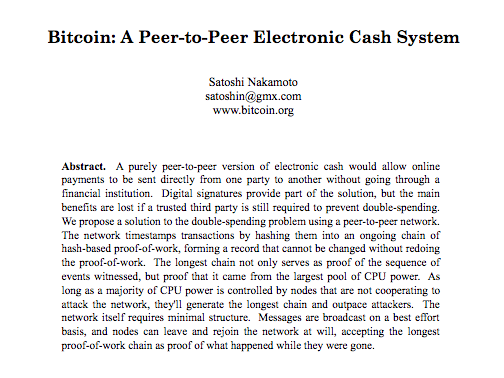 Bitcoin: A Peer-to-Peer Electronic Cash System
Satoshi Nakamoto
satoshin@gmx.com
www.bitcoin.org
Abstract. A purely peer-to-peer version of electronic cash would allow online
payments to be sent directly from one party to another without going through a
financial institution. Digital signatures provide part of the solution, but the main
benefits are lost if a trusted third party is still required to prevent double-spending.
We propose a solution to the double-spending problem using a peer-to-peer network.
The network timestamps transactions by hashing them into an ongoing chain of
hash-based proof-of-work, forming a record that cannot be changed without redoing
the proof-of-work. The longest chain not only serves as proof of the sequence of
events witnessed, but proof that it came from the largest pool of CPU power. As
long as a majority of CPU power is controlled by nodes that are not cooperating to
attack the network, they'll generate the longest chain and outpace attackers. The
network itself requires minimal structure. Messages are broadcast on a best effort
basis, and nodes can leave and rejoin the network at will, accepting the longest
proof-of-work chain as proof of what happened while they were gone.